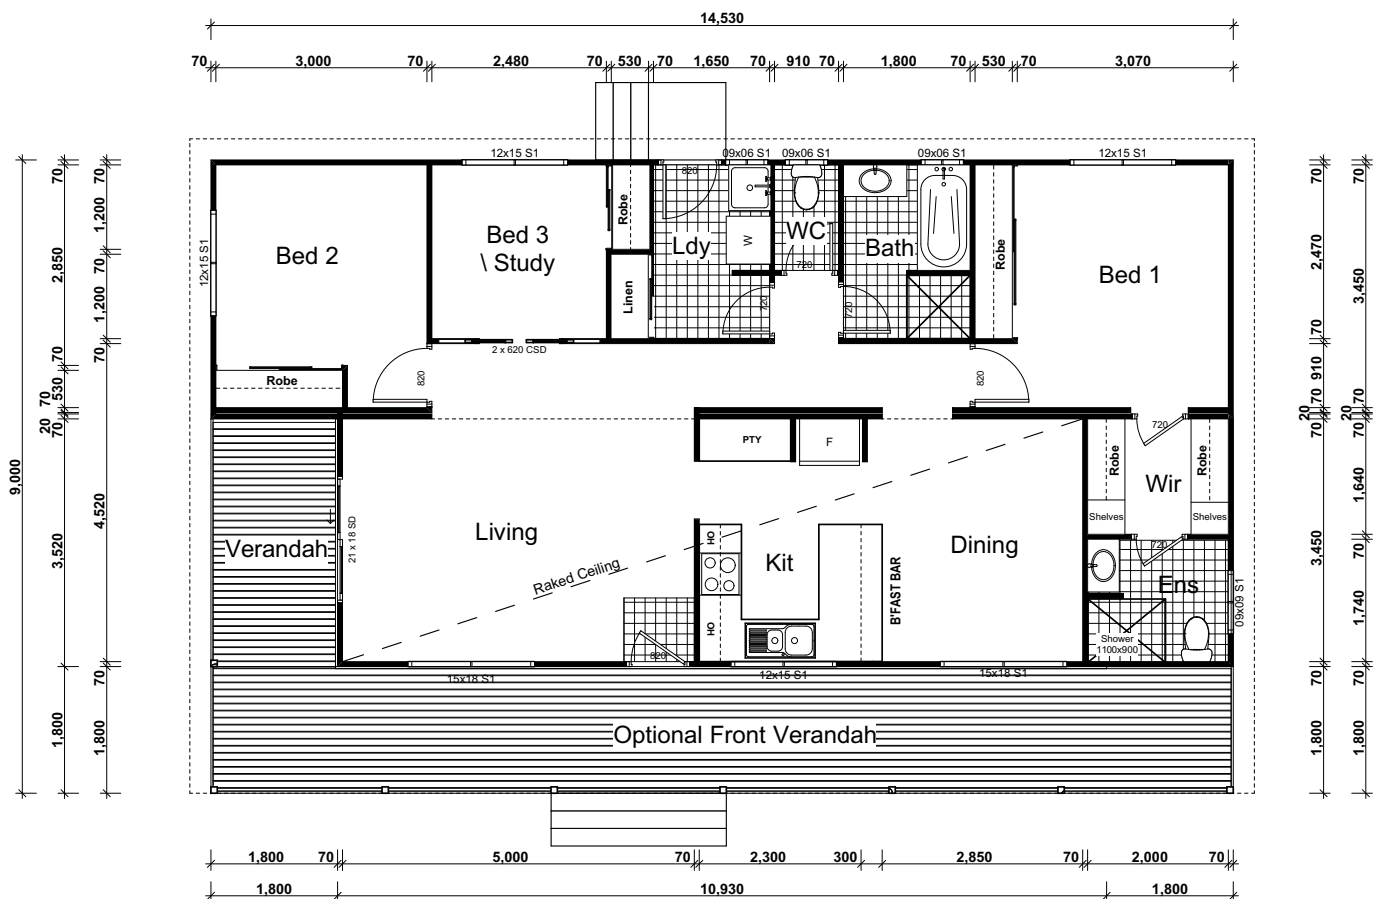 14,530
70 3,000 70 2,480 70 530 70 1,650 70 910 70 1,800 70 530 70 3,070
12x15 S1 09x06 S1 09x06 S1 09x06 S1 12x15 S1
820
Robe
Bed 2
12x15 S1
Bed 3
\ Study
Ldy
W
WC
720
Bath
Robe
Bed 1
Linen
720
720
2 x 620 CSD
Robe
820
820
PTY
F
720
Robe
Robe
Wir
Shelves
Shelves
Verandah
21 x 18 SD
Living
Raked Ceiling
HO
HO
Kit
B'FAST BAR
Dining
720
Ens
09x09 S1
Shower
1100x900
820
15x18 S1
12x15 S1
15x18 S1
Optional Front Verandah
9,000
70
2,850
70
530
70
20
70
3,520
1,800
70
1,200
70
1,200
70
4,520
70
1,800
70
2,470
70
910
70
20
70
3,450
70
1,800
70
3,450
70
20
70
1,640
70
1,740
70
1,800
1,800 70 5,000 70 2,300 300 2,850 70 2,000 70
1,800 10,930 1,800